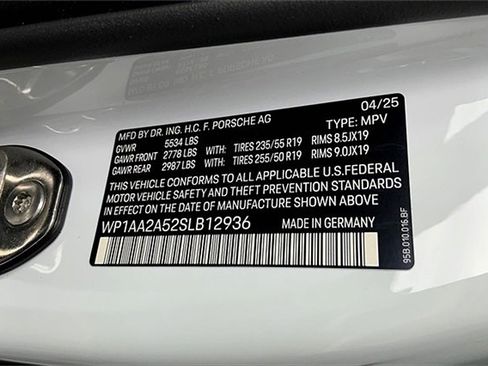 04/25
MFD BY DR. ING. H.C. F. PORSCHE AG TYPE: MPV
GVWR 5534 LBS
GAWR FRONT 2778 LBS WITH: TIRES 235/55 R19 RIMS 8.5JX19
GAWR REAR 2987 LBS WITH: TIRES 255/50 R19 RIMS 9.0JX19
THIS VEHICLE CONFORMS TO ALL APPLICABLE U.S.FEDERAL
MOTOR VEHICLE SAFETY AND THEFT PREVENTION STANDARDS
IN EFFECT ON THE DATE OF MANUFACTURE SHOWN ABOVE.
WP1AA2A52SLB12936 MADE IN GERMANY
95B.010.016.BF